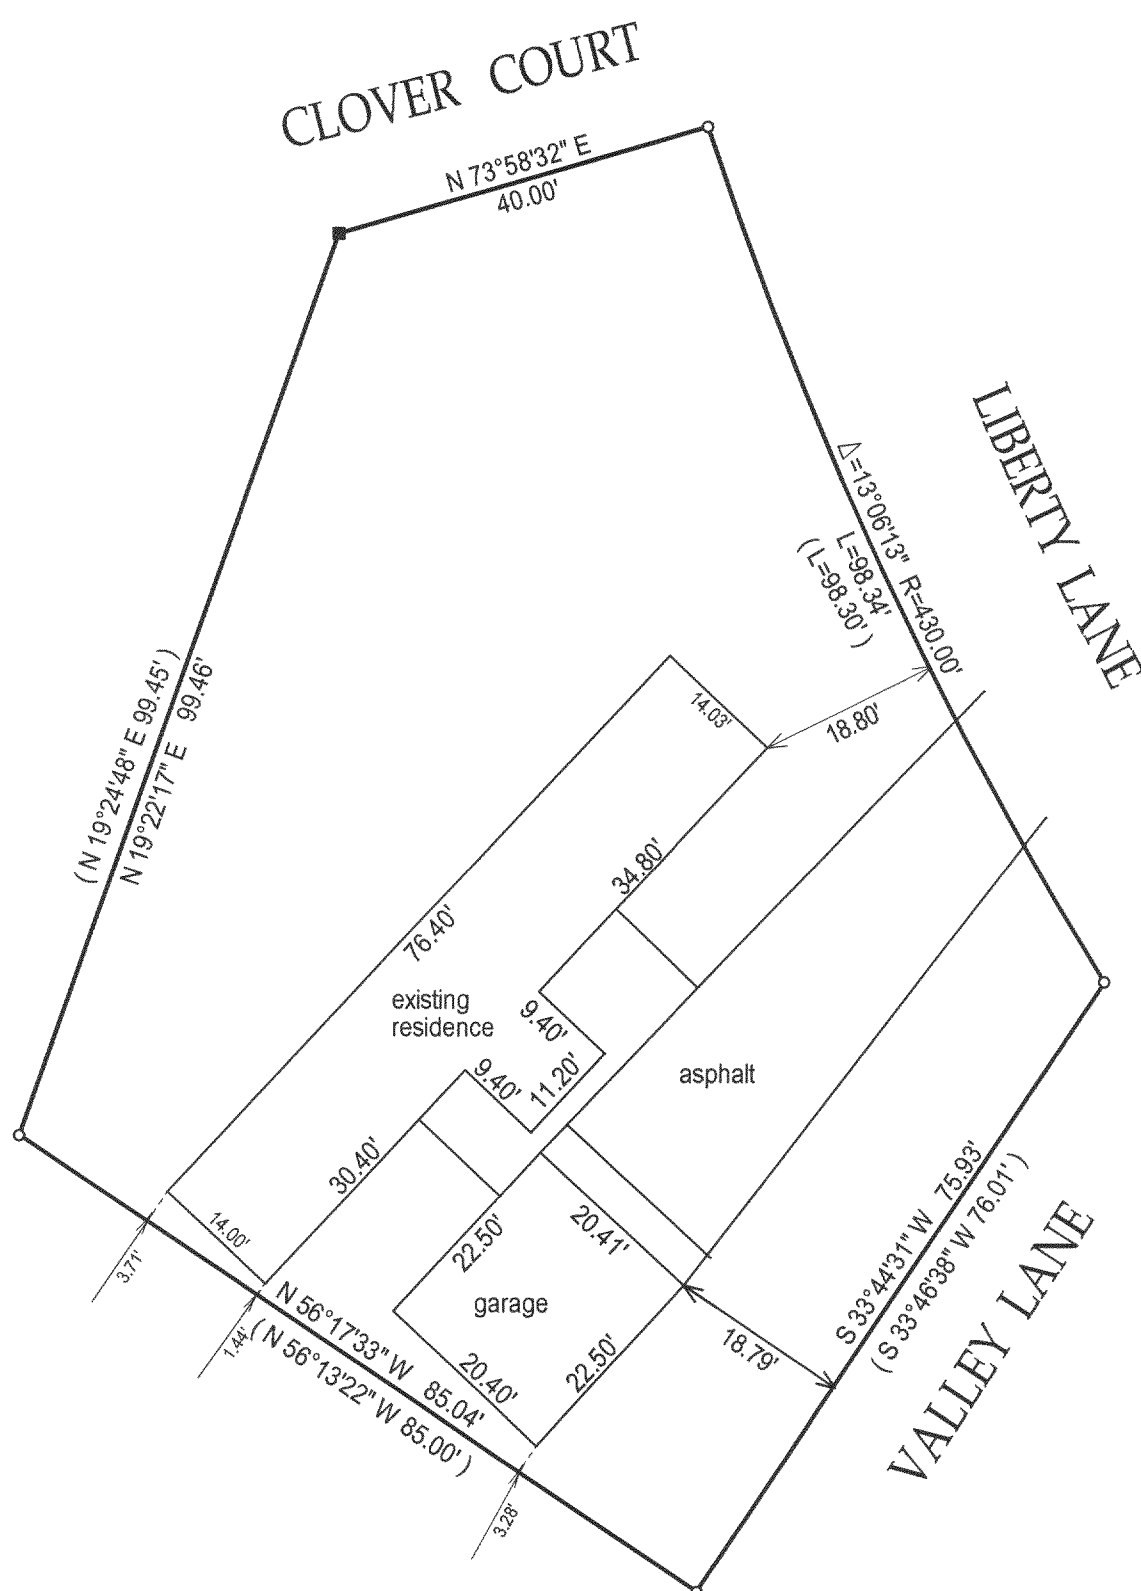 CLOVER COURT
N 73°58'32" E
40.00'
LIBERTY LANE
Δ=13°06'13" R=430.00'
L=98.34'
(L=98.30')
(N 19°24'48" E 99.45')
N 19°22'17" E 99.46'
14.03'
18.80'
34.80'
76.40'
existing
residence
9.40'
9.40'
11.20'
asphalt
30.40'
14.00'
3.71'
1.44'
22.50'
20.41'
garage
20.40'
22.50'
18.79'
3.28'
N 56°17'33" W 85.04'
(N 56°13'22" W 85.00')
S 33°44'31" W 75.93'
(S 33°46'38" W 76.01')
VALLEY LANE